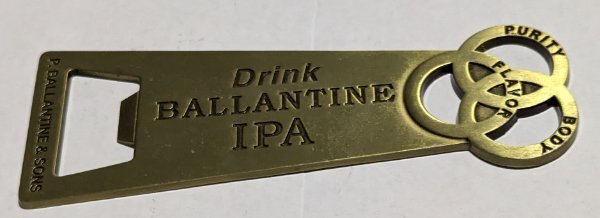 Drink
BALLANTINE
IPA
PURITY
FLAVOR
BODY
P. BALLANTINE & SONS